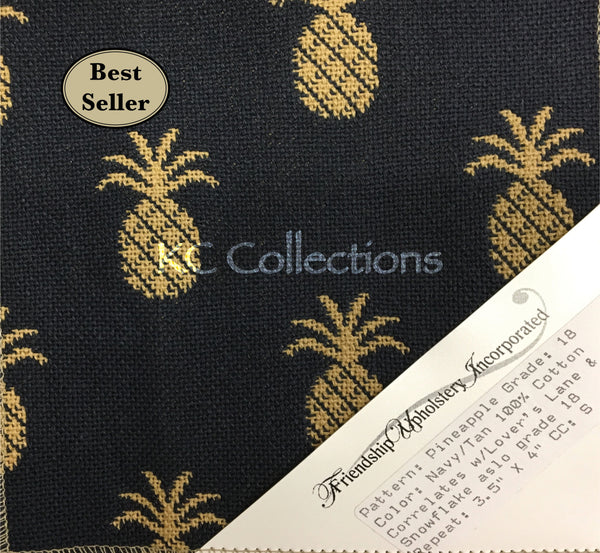 Best
Seller
KC Collections
Friendship Upholstery Incorporated
Pattern: Pineapple Grade: 18
Color: Navy/Tan 100% Cotton
Correlates w/Lover's Lane &
Snowflake aslo grade 18
Repeat: 3.5" X 4" CC: S